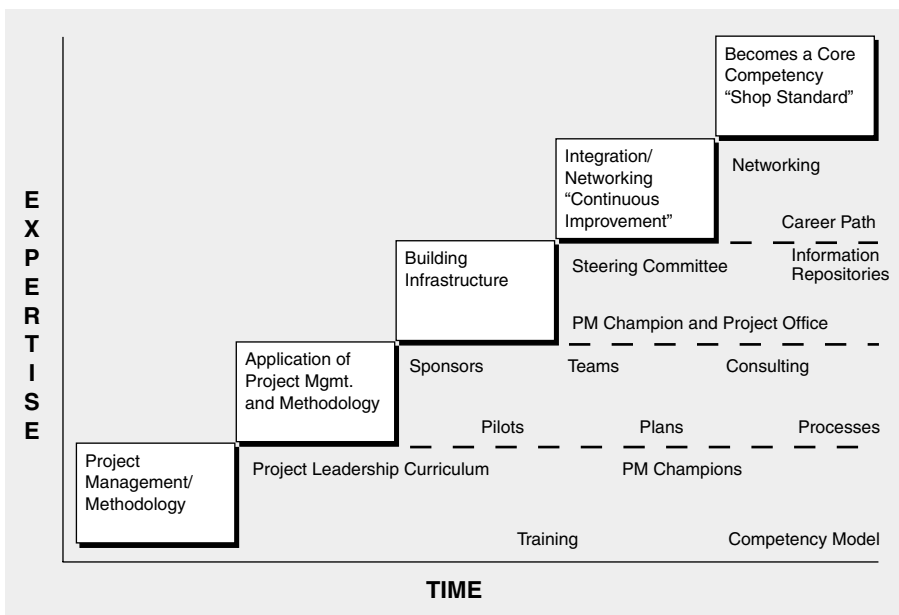 Becomes a Core
Competency
“Shop Standard”
Integration/
Networking
“Continuous
Improvement”
Networking
Career Path
Building
Infrastructure
Steering Committee
Information
Repositories
PM Champion and Project Office
Application of
Project Mgmt.
and Methodology
Sponsors
Teams
Consulting
Pilots
Plans
Processes
Project
Management/
Methodology
Project Leadership Curriculum
PM Champions
Training
Competency Model
EXPERTISE
TIME